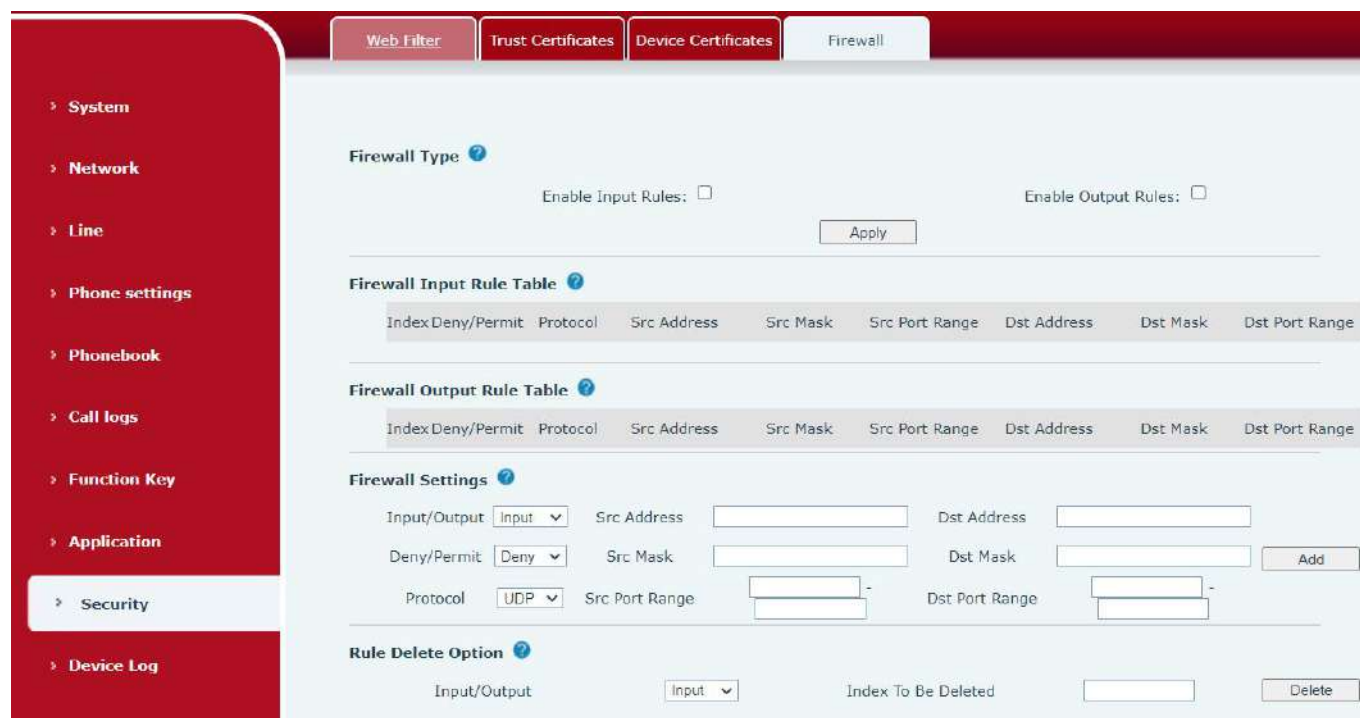 Web Filter Trust Certificates Device Certificates Firewall
System
Network
Line
Phone settings
Phonebook
Call logs
Function Key
Application
Security
Device Log
Firewall Type ?
Enable Input Rules: Enable Output Rules:
Apply
Firewall Input Rule Table ?
Index Deny/Permit Protocol Src Address Src Mask Src Port Range Dst Address Dst Mask Dst Port Range
Firewall Output Rule Table ?
Index Deny/Permit Protocol Src Address Src Mask Src Port Range Dst Address Dst Mask Dst Port Range
Firewall Settings ?
Input/Output Input Src Address Dst Address
Deny/Permit Deny Src Mask Dst Mask Add
Protocol UDP Src Port Range - Dst Port Range -
Rule Delete Option ?
Input/Output Input Index To Be Deleted Delete